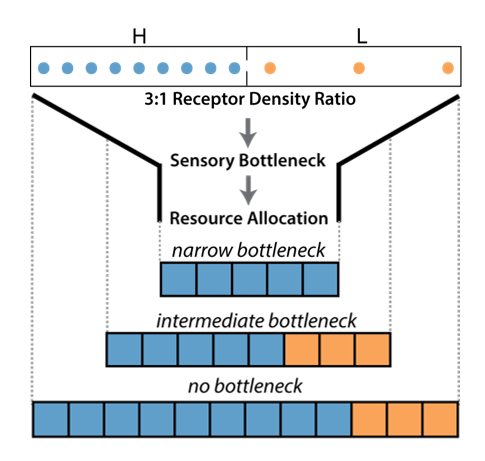 H L
3:1 Receptor Density Ratio
Sensory Bottleneck
Resource Allocation
narrow bottleneck
intermediate bottleneck
no bottleneck